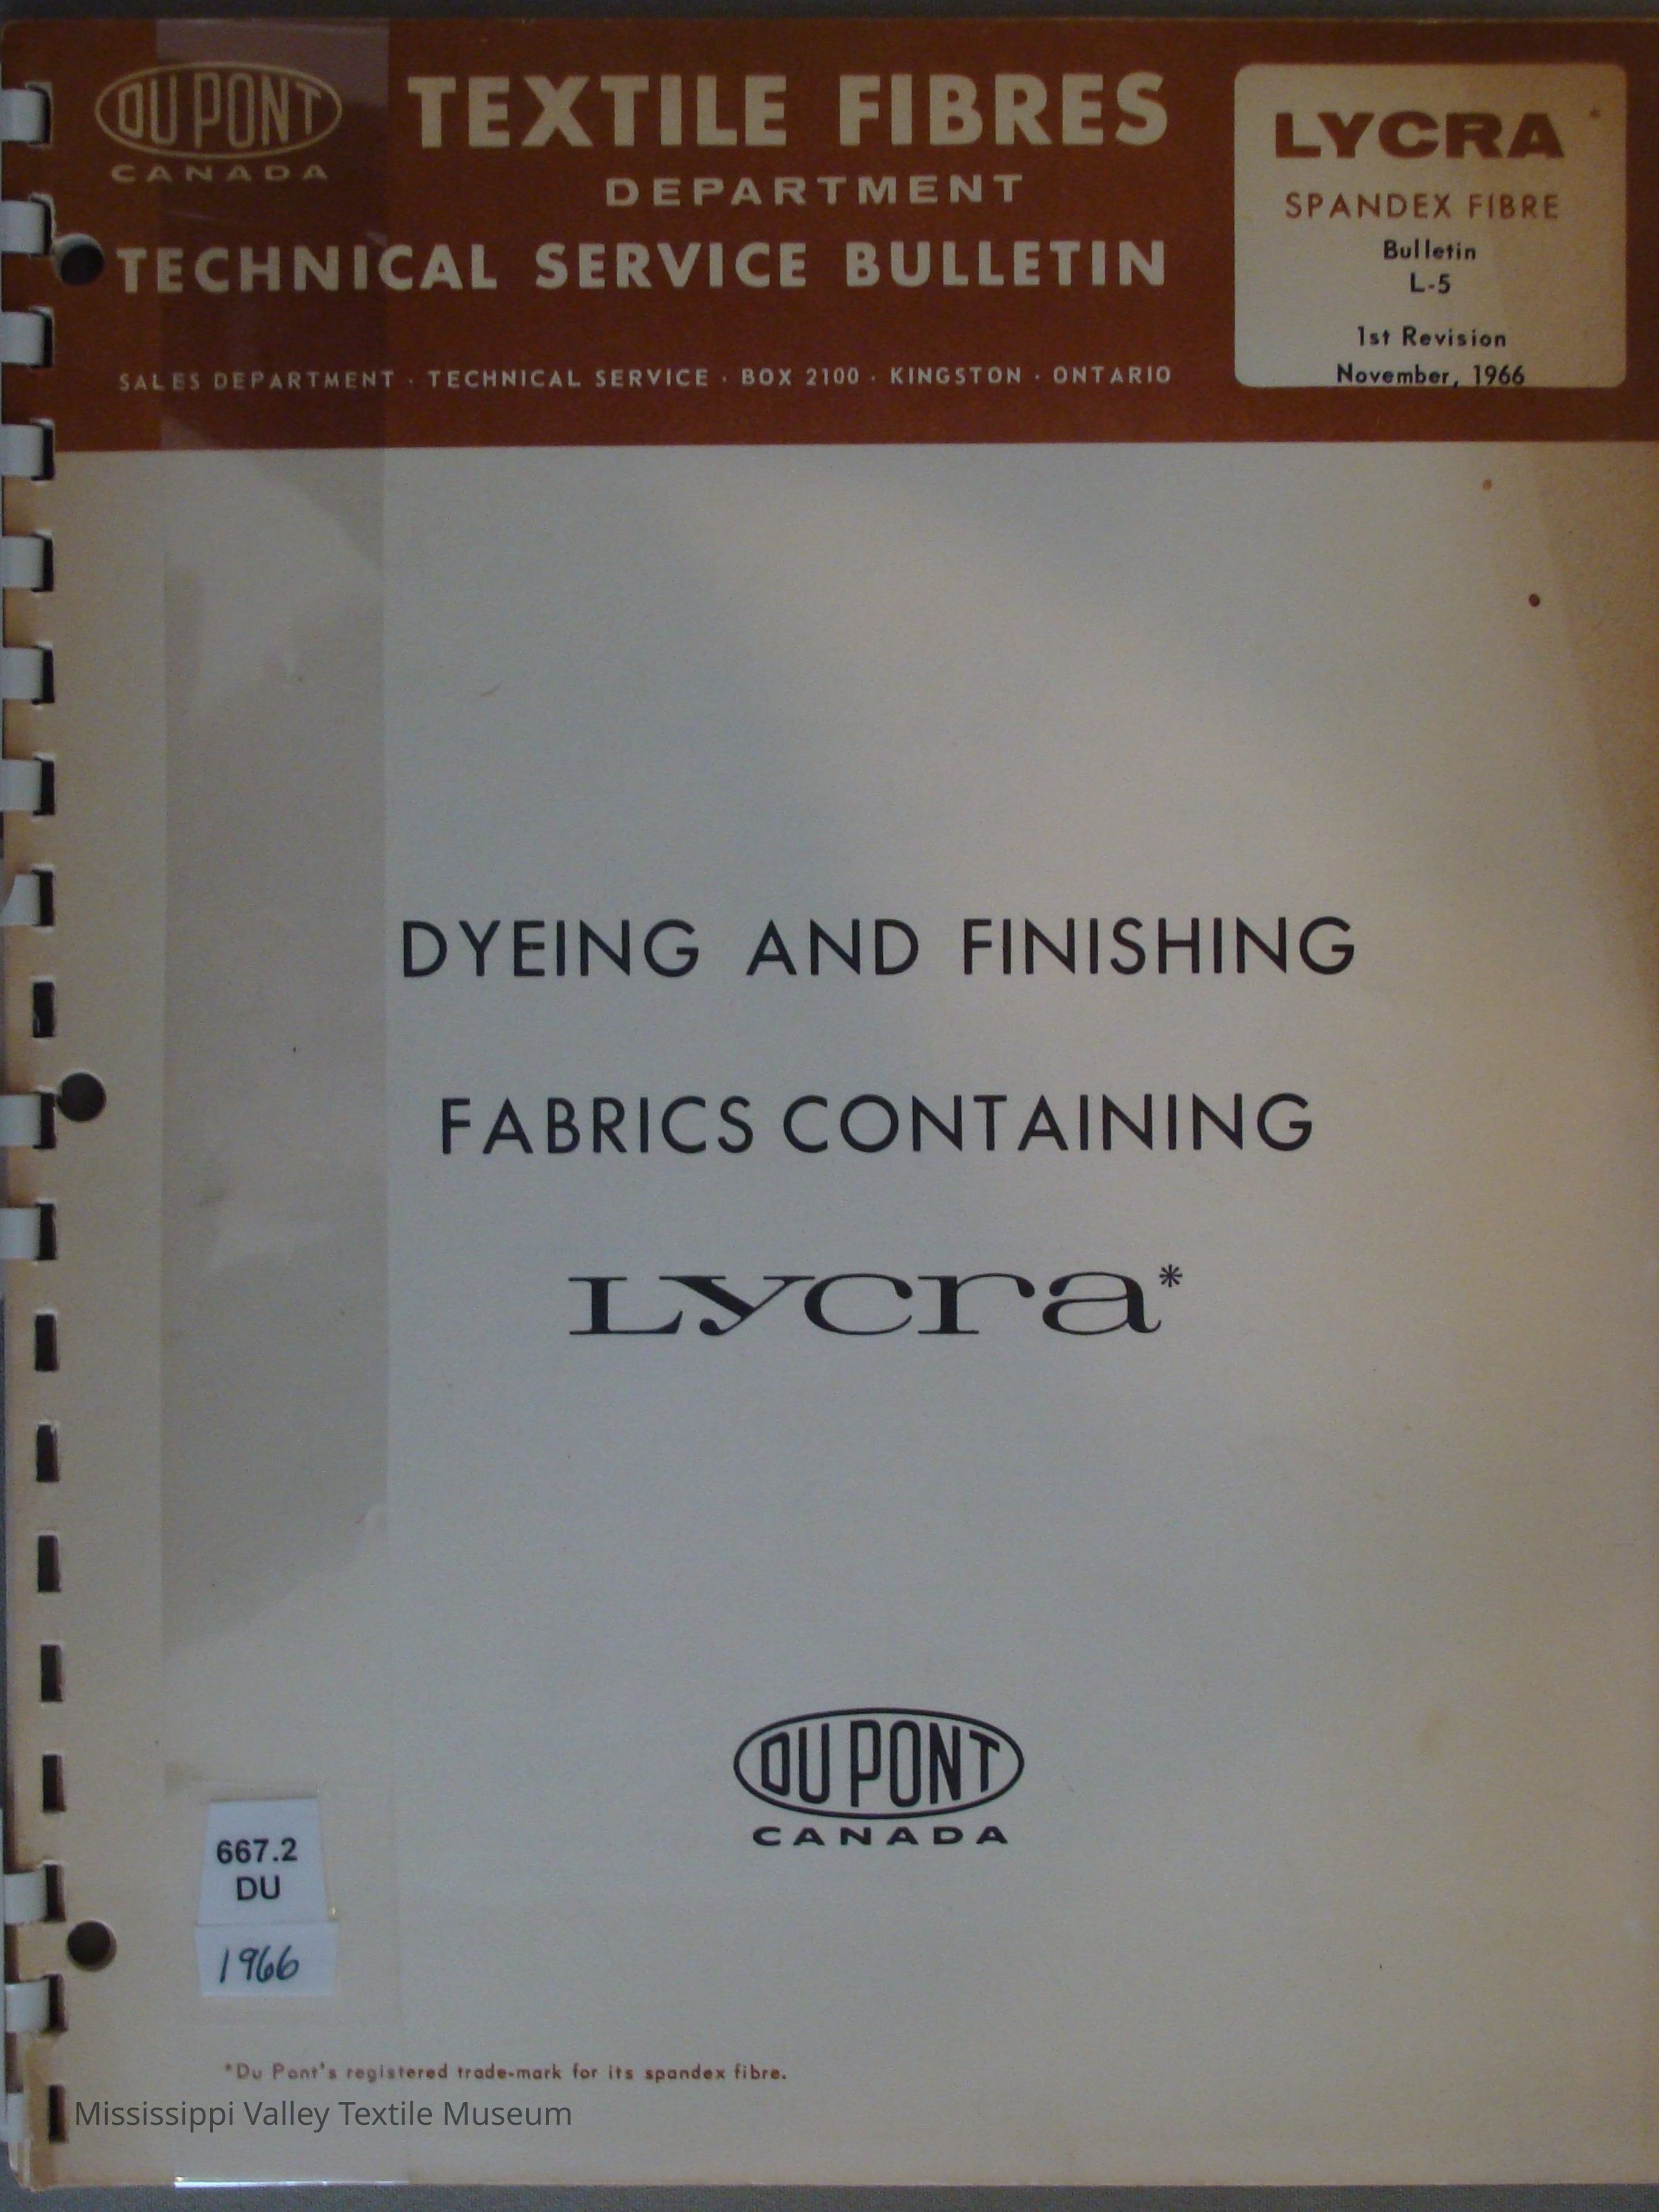 DU PONT
CANADA
TEXTILE FIBRES
DEPARTMENT
TECHNICAL SERVICE BULLETIN
SALES DEPARTMENT · TECHNICAL SERVICE · BOX 2100 · KINGSTON · ONTARIO
LYCRA*
SPANDEX FIBRE
Bulletin
L-5
1st Revision
November, 1966
DYEING AND FINISHING
FABRICS CONTAINING
Lycra*
DU PONT
CANADA
667.2
DU
1966
*Du Pont's registered trade-mark for its spandex fibre.
Mississippi Valley Textile Museum